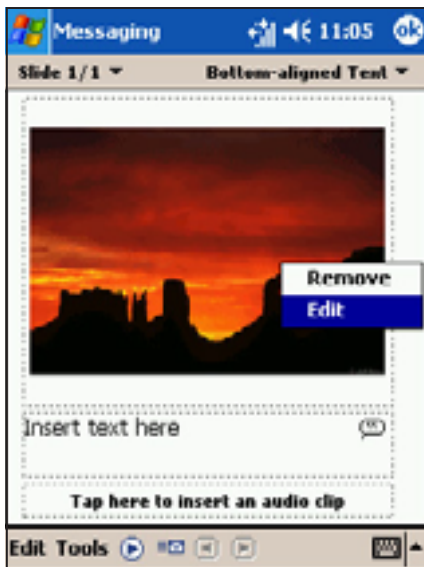 Messaging 11:05 ok
Slide 1/1 Bottom-aligned Text
Remove
Edit
Insert text here
Tap here to insert an audio clip
Edit Tools